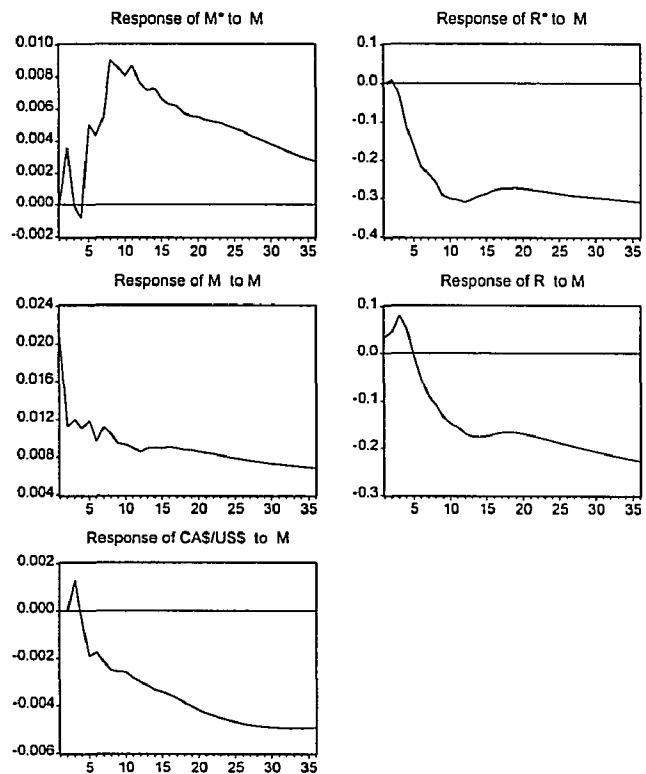 Response of M* to M
0.010
0.008
0.006
0.004
0.002
0.000
-0.002
5 10 15 20 25 30 35
Response of R* to M
0.1
0.0
-0.1
-0.2
-0.3
-0.4
5 10 15 20 25 30 35
Response of M to M
0.024
0.020
0.016
0.012
0.008
0.004
5 10 15 20 25 30 35
Response of R to M
0.1
0.0
-0.1
-0.2
-0.3
5 10 15 20 25 30 35
Response of CA$/US$ to M
0.002
0.000
-0.002
-0.004
-0.006
5 10 15 20 25 30 35